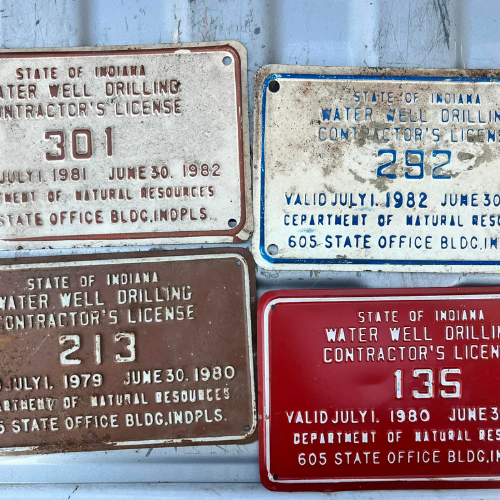 STATE OF INDIANA
WATER WELL DRILLING
CONTRACTOR'S LICENSE
301
JULY 1. 1981 JUNE 30. 1982
DEPARTMENT OF NATURAL RESOURCES
STATE OFFICE BLDG, INDPLS.
STATE OF INDIANA
WATER WELL DRILLING
CONTRACTOR'S LICENSE
292
VALID JULY 1. 1982 JUNE
DEPARTMENT OF NATURAL
605 STATE OFFICE BLDG,
STATE OF INDIANA
WATER WELL DRILLING
CONTRACTOR'S LICENSE
213
JULY 1. 1979 JUNE 30. 1980
DEPARTMENT OF NATURAL RESOURCES
STATE OFFICE BLDG, INDPLS.
STATE OF INDIANA
WATER WELL DRILLING
CONTRACTOR'S LICENSE
135
VALID JULY 1. 1980 JUNE
DEPARTMENT OF NATURAL
605 STATE OFFICE BLDG,